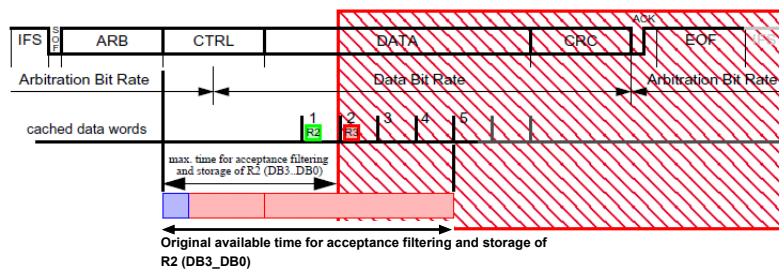 ACK
IFS SOF ARB CTRL DATA CRC EOF IFS
Arbitration Bit Rate Data Bit Rate Arbitration Bit Rate
1 2 3 4 5
cached data words R2 R3
max. time for acceptance filtering
and storage of R2 (DB3..DB0)
Original available time for acceptance filtering and storage of
R2 (DB3_DB0)